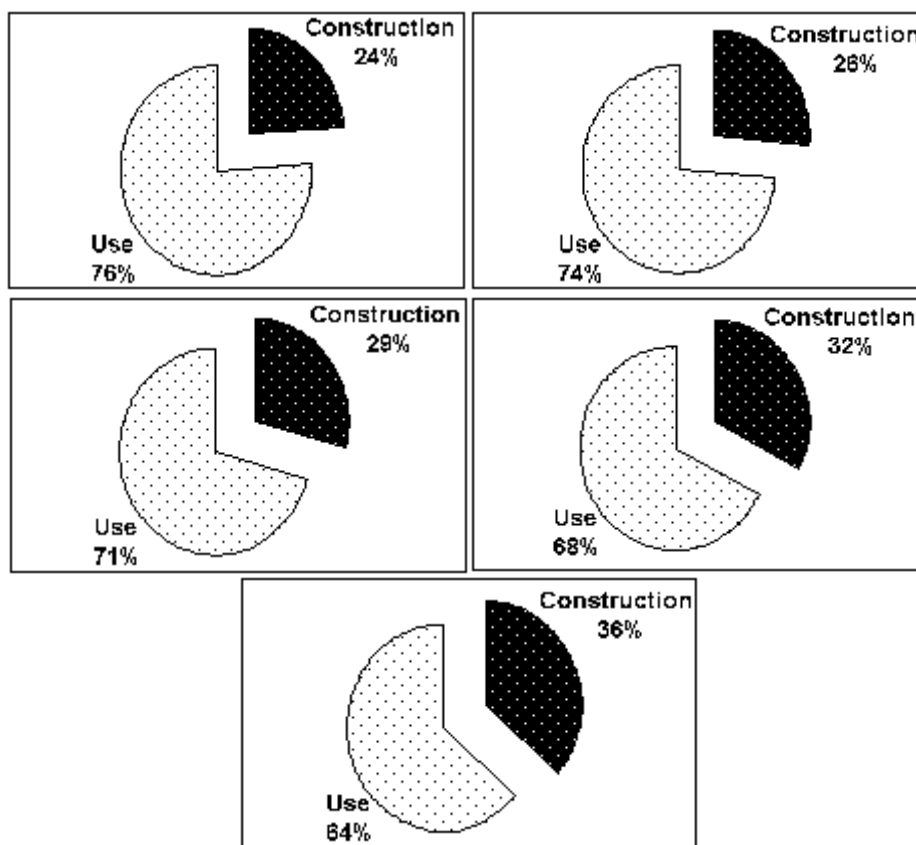 Construction
24%
Use
76%
Construction
26%
Use
74%
Construction
29%
Use
71%
Construction
32%
Use
68%
Construction
36%
Use
64%